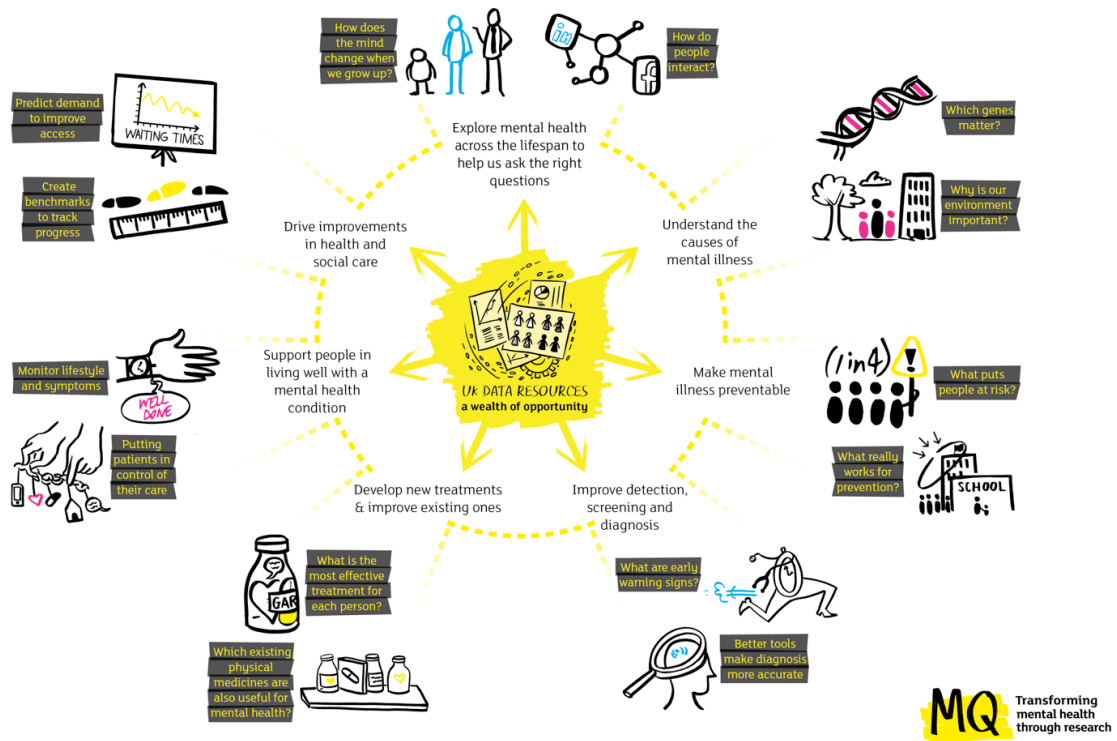 How does
the mind
change when
we grow up?
How do
people
interact?
Explore mental health
across the lifespan to
help us ask the right
questions
Which genes
matter?
Why is our
environment
important?
Understand the
causes of
mental illness
(1 in 4)
!
What puts
people at risk?
What really
works for
prevention?
SCHOOL
Make mental
illness preventable
Improve detection,
screening and
diagnosis
What are early
warning signs?
Better tools
make diagnosis
more accurate
Develop new treatments
& improve existing ones
What is the
most effective
treatment for
each person?
GAR
Which existing
physical
medicines are
also useful for
mental health?
Support people in
living well with a
mental health
condition
Monitor lifestyle
and symptoms
WELL
DONE
Putting
patients in
control of
their care
Drive improvements
in health and
social care
Predict demand
to improve
access
WAITING TIMES
Create
benchmarks
to track
progress
UK DATA RESOURCES
a wealth of opportunity
MQ
Transforming
mental health
through research